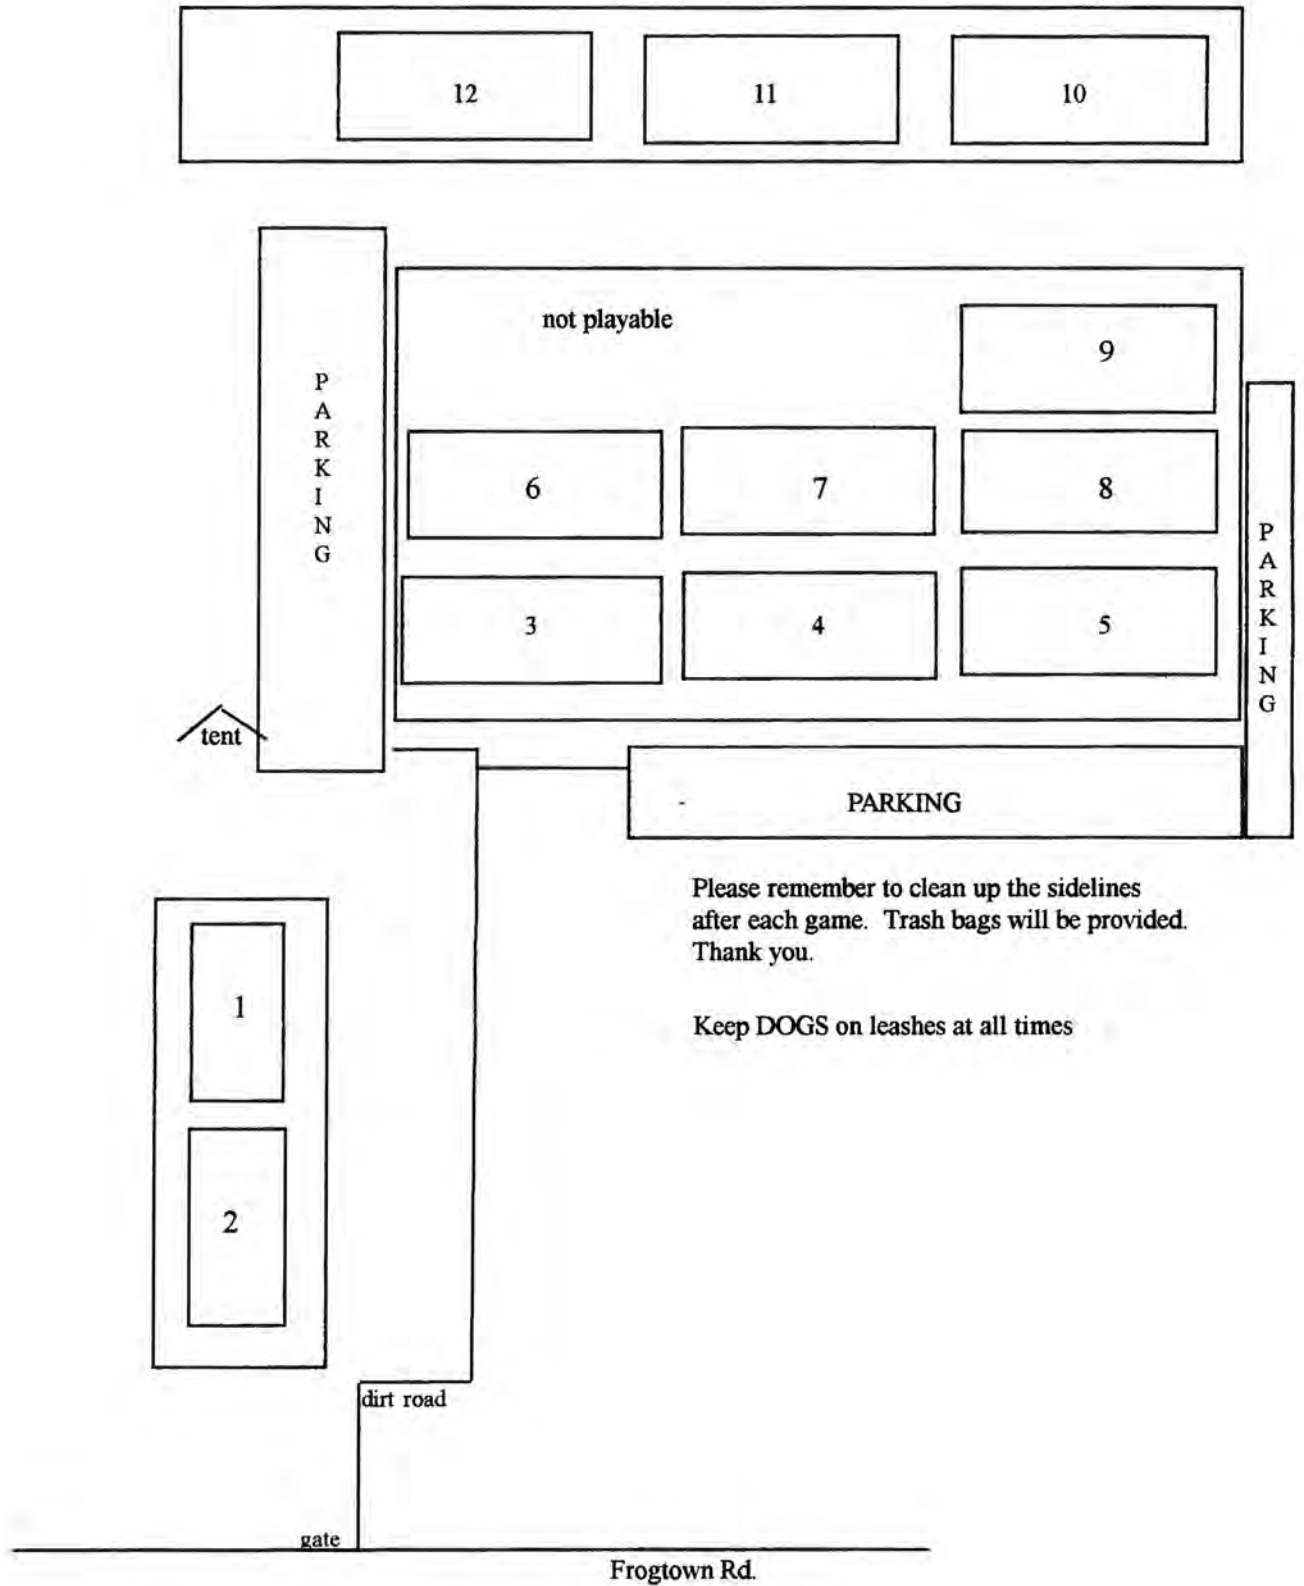 12
11
10
not playable
9
PARKING
6
7
8
PARKING
3
4
5
tent
PARKING
Please remember to clean up the sidelines
after each game. Trash bags will be provided.
Thank you.
1
Keep DOGS on leashes at all times
2
dirt road
gate
Frogtown Rd.